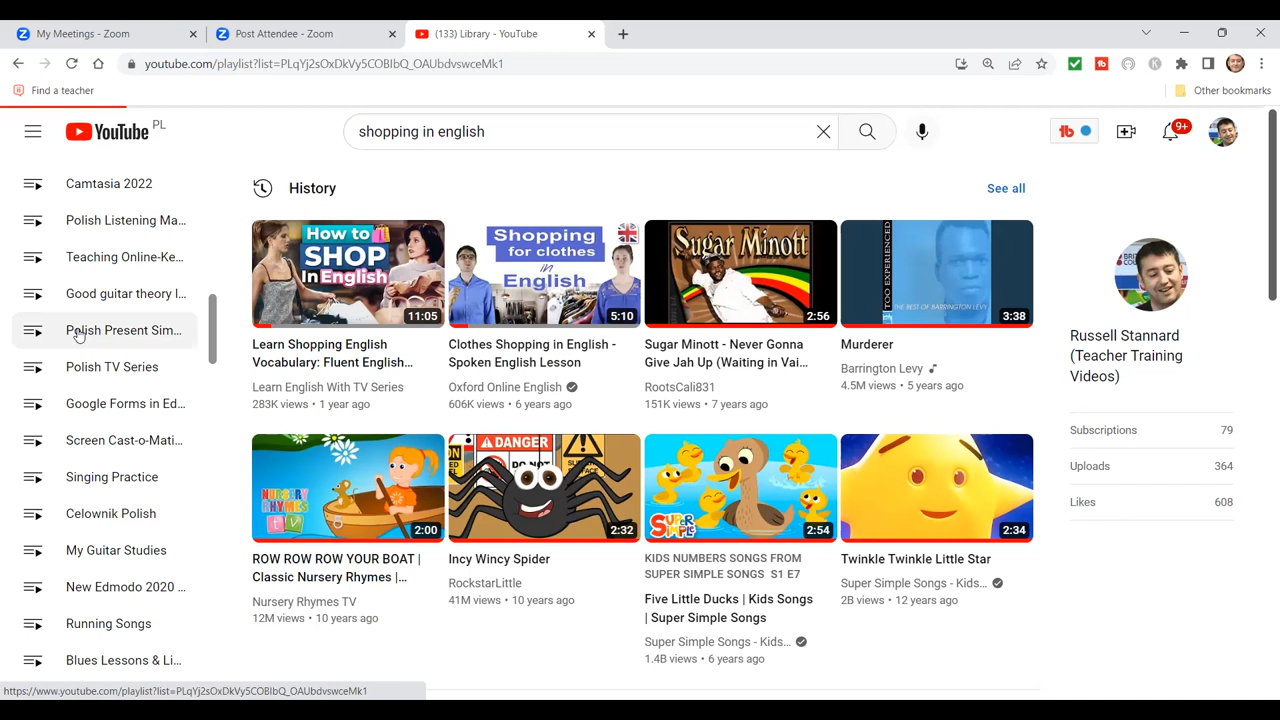 My Meetings - Zoom
Post Attendee - Zoom
(133) Library - YouTube
youtube.com/playlist?list=PLqYj2sOxDkVy5COBIbQ_OAUbdvswceMk1
Find a teacher
Other bookmarks
YouTube PL
shopping in english
9+
Camtasia 2022
Polish Listening Ma...
Teaching Online-Ke...
Good guitar theory l...
Polish Present Sim...
Polish TV Series
Google Forms in Ed...
Screen Cast-o-Mati...
Singing Practice
Celownik Polish
My Guitar Studies
New Edmodo 2020 ...
Running Songs
Blues Lessons & Li...
History
See all
How to
SHOP
In English
11:05
Learn Shopping English
Vocabulary: Fluent English...
Learn English With TV Series
283K views • 1 year ago
Shopping
for clothes
in
English
5:10
Clothes Shopping in English -
Spoken English Lesson
Oxford Online English
606K views • 6 years ago
Sugar Minott
2:56
Sugar Minott - Never Gonna
Give Jah Up (Waiting in Vai...
RootsCali831
151K views • 7 years ago
TOO EXPERIENCED
THE BEST OF BARRINGTON LEVY
3:38
Murderer
Barrington Levy
4.5M views • 5 years ago
NURSERY
RHYMES
tv
2:00
ROW ROW ROW YOUR BOAT |
Classic Nursery Rhymes |...
Nursery Rhymes TV
12M views • 10 years ago
DANGER
DO NOT
2:32
Incy Wincy Spider
RockstarLittle
41M views • 10 years ago
SUPER
SIMPLE
2:54
KIDS NUMBERS SONGS FROM
SUPER SIMPLE SONGS S1 E7
Five Little Ducks | Kids Songs
| Super Simple Songs
Super Simple Songs - Kids...
1.4B views • 6 years ago
2:34
Twinkle Twinkle Little Star
Super Simple Songs - Kids...
2B views • 12 years ago
Russell Stannard
(Teacher Training
Videos)
Subscriptions 79
Uploads 364
Likes 608
https://www.youtube.com/playlist?list=PLqYj2sOxDkVy5COBIbQ_OAUbdvswceMk1